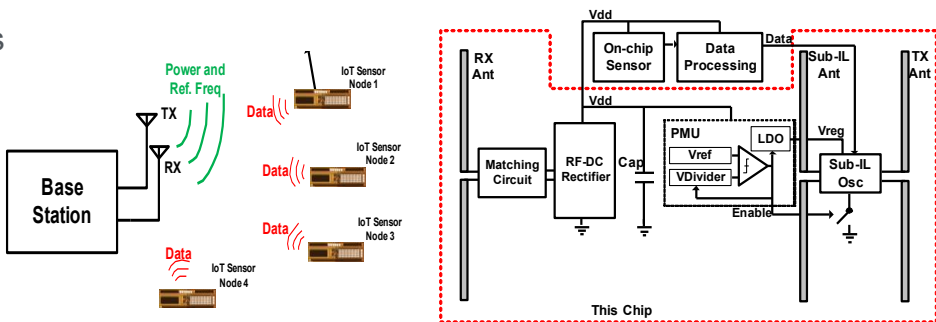 s
Power and
Ref. Freq
TX
RX
Base
Station
IoT Sensor
Node 1
Data
IoT Sensor
Node 2
Data
IoT Sensor
Node 3
Data
IoT Sensor
Node 4
Data
Vdd
On-chip
Sensor
Data
Processing
Data
RX
Ant
Sub-IL
Ant
TX
Ant
Vdd
Matching
Circuit
RF-DC
Rectifier
Cap
PMU
LDO
Vref
VDivider
Vreg
Sub-IL
Osc
Enable
This Chip